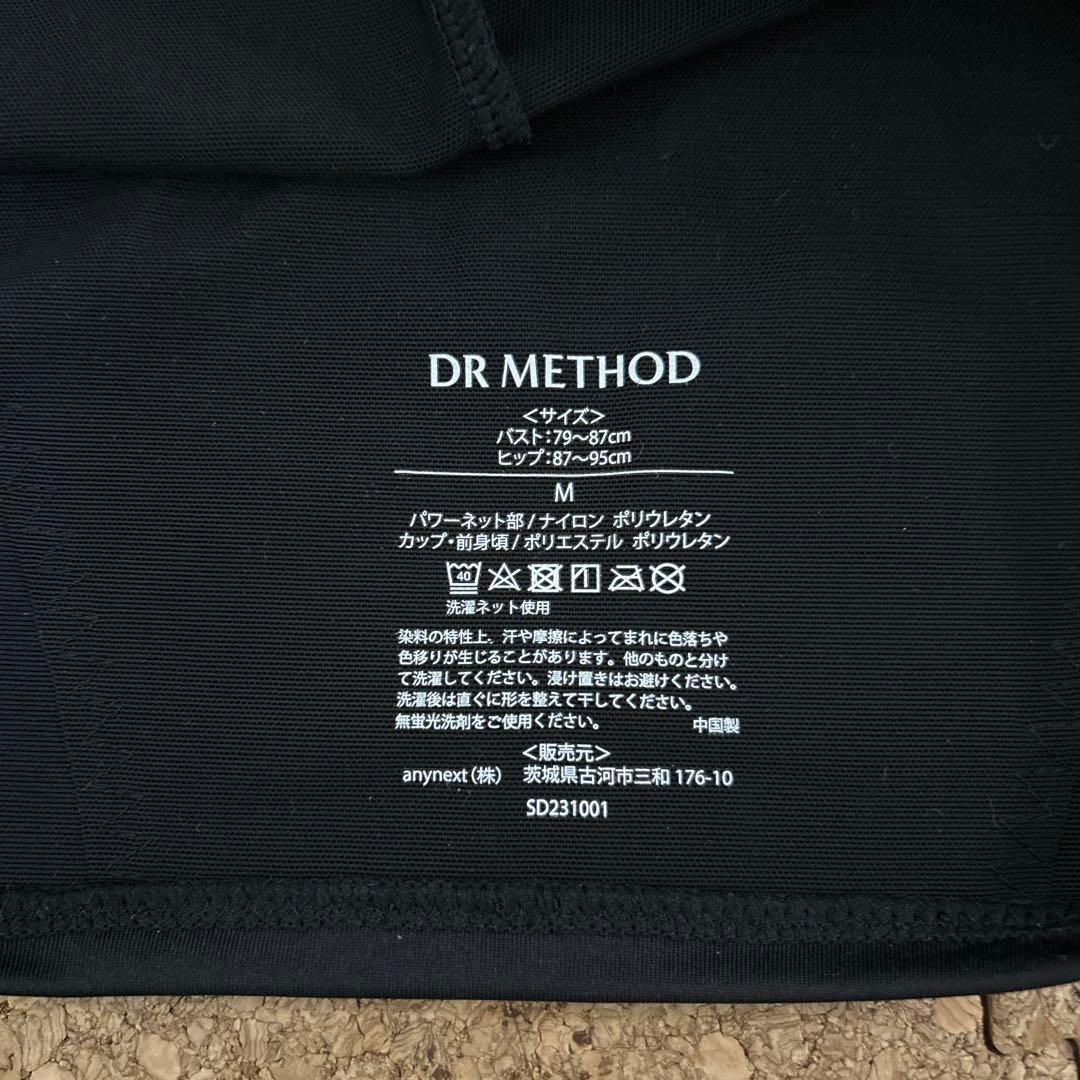 DR METHOD
＜サイズ＞
バスト：79〜87cm
ヒップ：87〜95cm
M
パワーネット部 / ナイロン ポリウレタン
カップ・前身頃 / ポリエステル ポリウレタン
40
洗濯ネット使用
染料の特性上、汗や摩擦によってまれに色落ちや
色移りが生じることがあります。他のものと分け
て洗濯してください。浸け置きはお避けください。
洗濯後は直ぐに形を整えて干してください。
無蛍光洗剤をご使用ください。 中国製
＜販売元＞
anynext（株） 茨城県古河市三和 176-10
SD231001